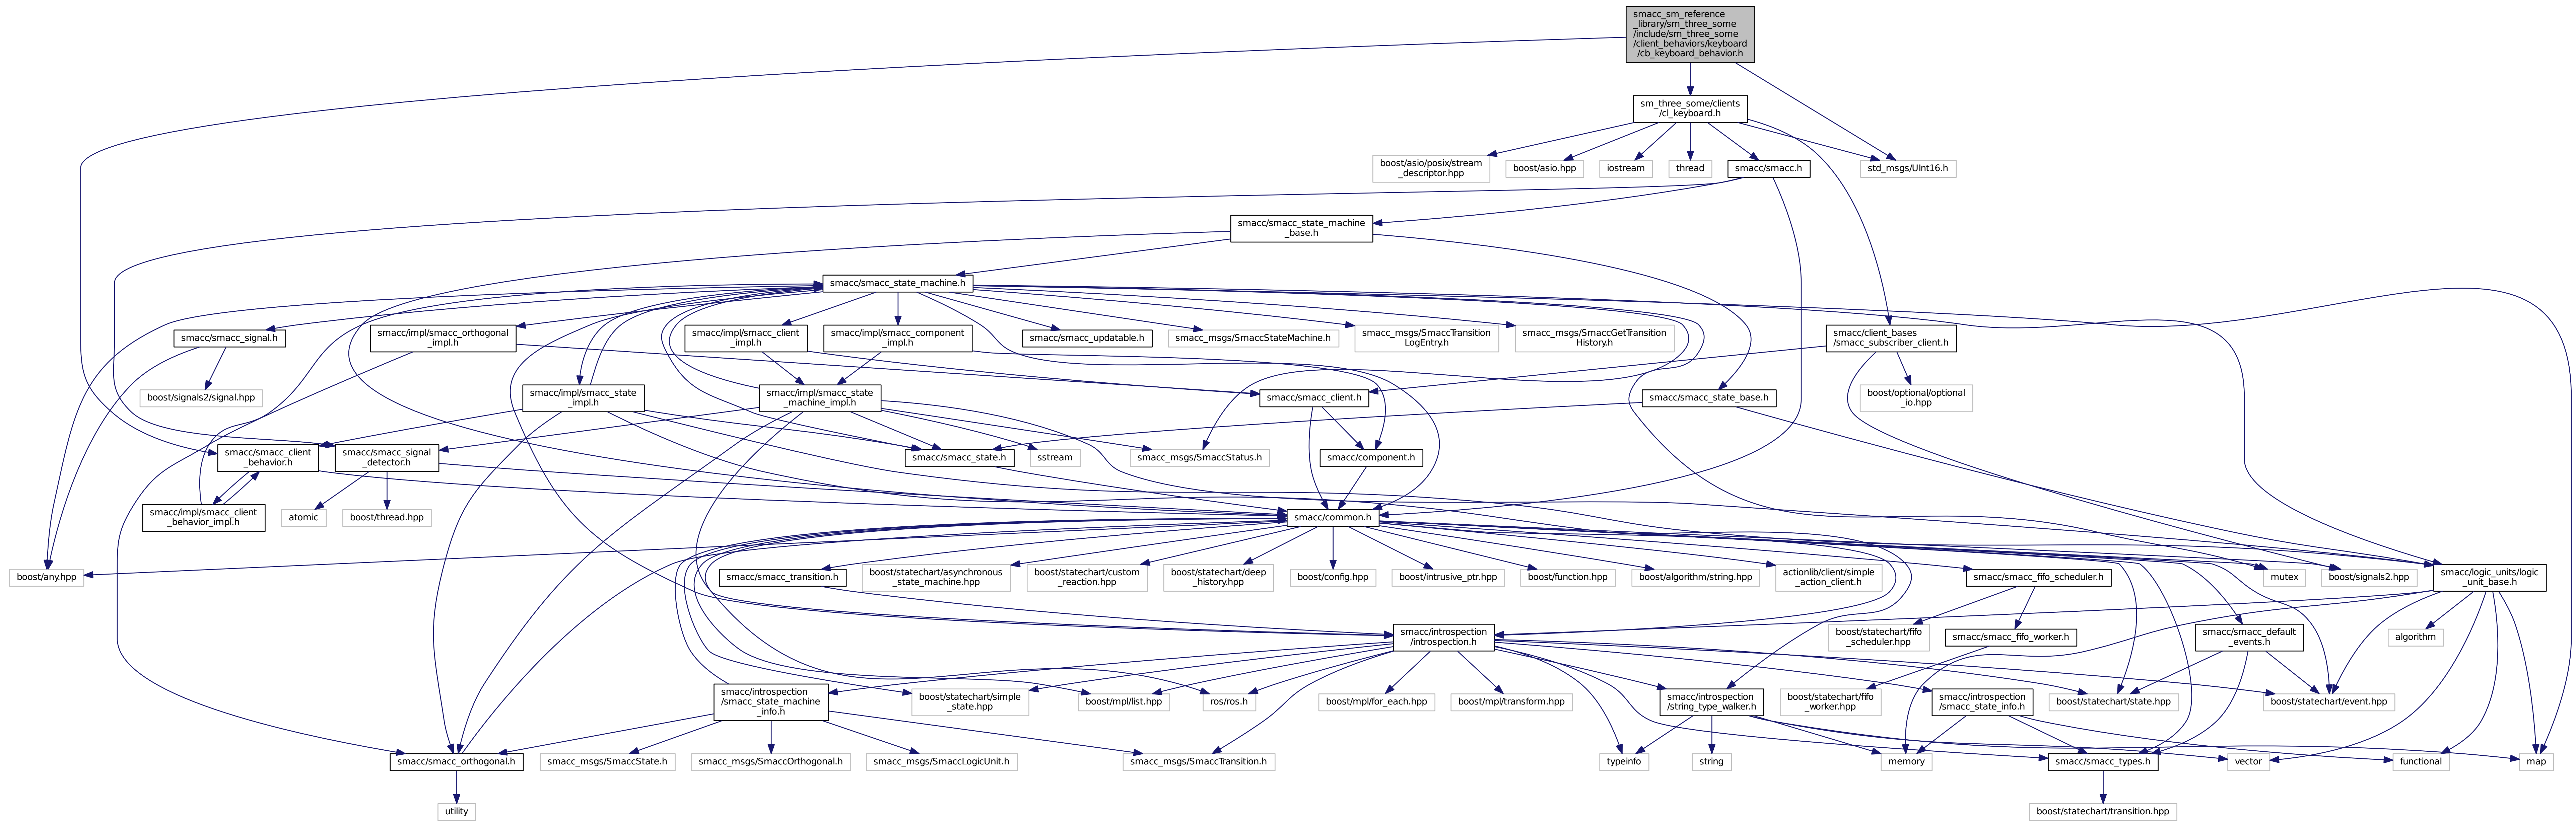 smacc_sm_reference
_library/sm_three_some
/include/sm_three_some
/client_behaviors/keyboard
/cb_keyboard_behavior.h
sm_three_some/clients
/cl_keyboard.h
boost/asio/posix/stream
_descriptor.hpp
boost/asio.hpp
iostream
thread
smacc/smacc.h
std_msgs/UInt16.h
smacc/smacc_state_machine
_base.h
smacc/smacc_state_machine.h
smacc/smacc_signal.h
smacc/impl/smacc_orthogonal
_impl.h
smacc/impl/smacc_client
_impl.h
smacc/impl/smacc_component
_impl.h
smacc/smacc_updatable.h
smacc_msgs/SmaccStateMachine.h
smacc_msgs/SmaccTransition
LogEntry.h
smacc_msgs/SmaccGetTransition
History.h
smacc/client_bases
/smacc_subscriber_client.h
boost/signals2/signal.hpp
smacc/impl/smacc_state
_impl.h
smacc/impl/smacc_state
_machine_impl.h
smacc/smacc_client.h
smacc/smacc_state_base.h
boost/optional/optional
_io.hpp
smacc/smacc_client
_behavior.h
smacc/smacc_signal
_detector.h
smacc/smacc_state.h
sstream
smacc_msgs/SmaccStatus.h
smacc/component.h
smacc/impl/smacc_client
_behavior_impl.h
atomic
boost/thread.hpp
smacc/common.h
boost/any.hpp
smacc/smacc_transition.h
boost/statechart/asynchronous
_state_machine.hpp
boost/statechart/custom
_reaction.hpp
boost/statechart/deep
_history.hpp
boost/config.hpp
boost/intrusive_ptr.hpp
boost/function.hpp
boost/algorithm/string.hpp
actionlib/client/simple
_action_client.h
smacc/smacc_fifo_scheduler.h
mutex
boost/signals2.hpp
smacc/logic_units/logic
_unit_base.h
smacc/introspection
/introspection.h
boost/statechart/fifo
_scheduler.hpp
smacc/smacc_fifo_worker.h
smacc/smacc_default
_events.h
algorithm
smacc/introspection
/smacc_state_machine
_info.h
boost/statechart/simple
_state.hpp
boost/mpl/list.hpp
ros/ros.h
boost/mpl/for_each.hpp
boost/mpl/transform.hpp
smacc/introspection
/string_type_walker.h
boost/statechart/fifo
_worker.hpp
smacc/introspection
/smacc_state_info.h
boost/statechart/state.hpp
boost/statechart/event.hpp
smacc/smacc_orthogonal.h
smacc_msgs/SmaccState.h
smacc_msgs/SmaccOrthogonal.h
smacc_msgs/SmaccLogicUnit.h
smacc_msgs/SmaccTransition.h
typeinfo
string
memory
smacc/smacc_types.h
vector
functional
map
utility
boost/statechart/transition.hpp